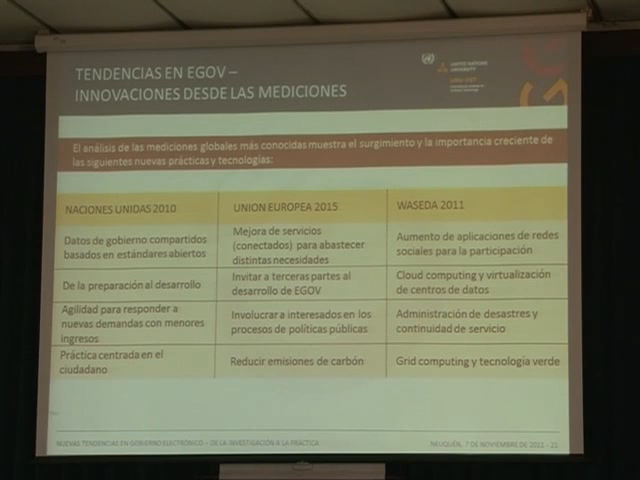 TENDENCIAS EN EGOV –
INNOVACIONES DESDE LAS MEDICIONES
UNITED NATIONS
UNIVERSITY
El análisis de las mediciones globales más conocidas muestra el surgimiento y la importancia creciente de
las siguientes nuevas prácticas y tecnologías:
NACIONES UNIDAS 2010
UNION EUROPEA 2015
WASEDA 2011
Datos de gobierno compartidos
basados en estándares abiertos
Mejora de servicios
(conectados) para abastecer
distintas necesidades
Aumento de aplicaciones de redes
sociales para la participación
De la preparación al desarrollo
Invitar a terceras partes al
desarrollo de EGOV
Cloud computing y virtualización
de centros de datos
Agilidad para responder a
nuevas demandas con menores
ingresos
Involucrar a interesados en los
procesos de políticas públicas
Administración de desastres y
continuidad de servicio
Práctica centrada en el
ciudadano
Reducir emisiones de carbón
Grid computing y tecnología verde
NUEVAS TENDENCIAS EN GOBIERNO ELECTRÓNICO – DE LA INVESTIGACIÓN A LA PRÁCTICA
NEUQUÉN, 7 DE NOVIEMBRE DE 2011 - 21